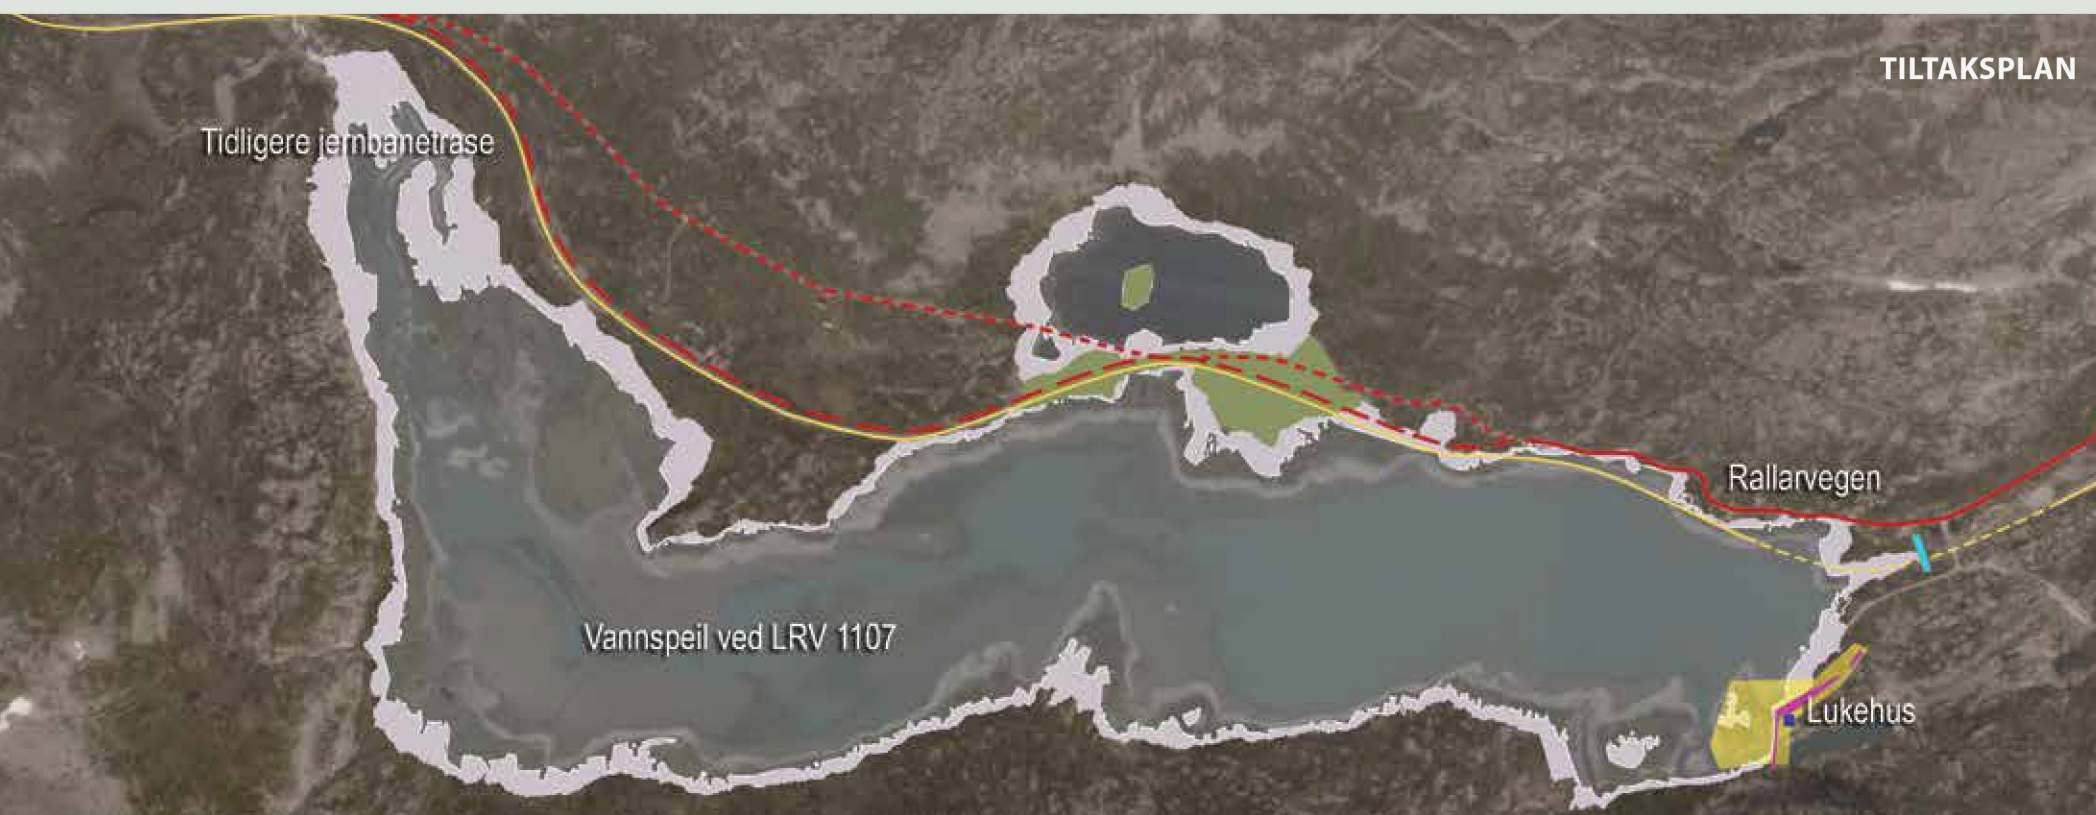 TILTAKSPLAN
Tidligere jernbanetrase
Rallarvegen
Vannspeil ved LRV 1107
Lukehus